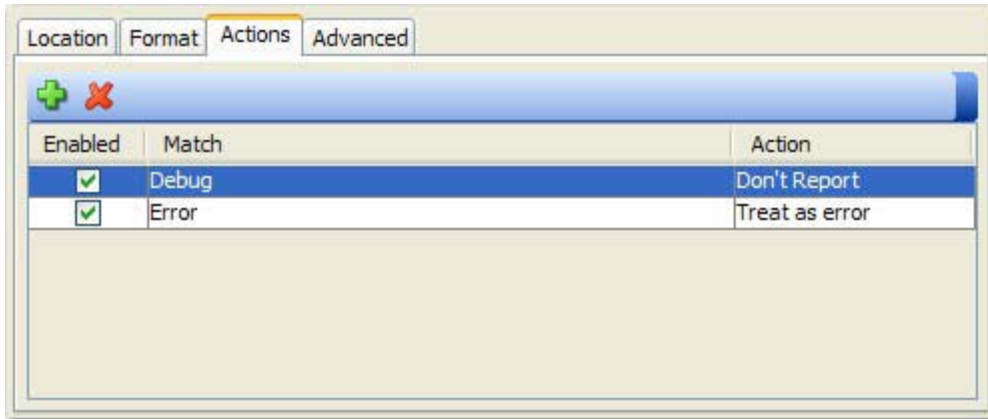 Location Format Actions Advanced
Enabled Match Action
Debug Don't Report
Error Treat as error